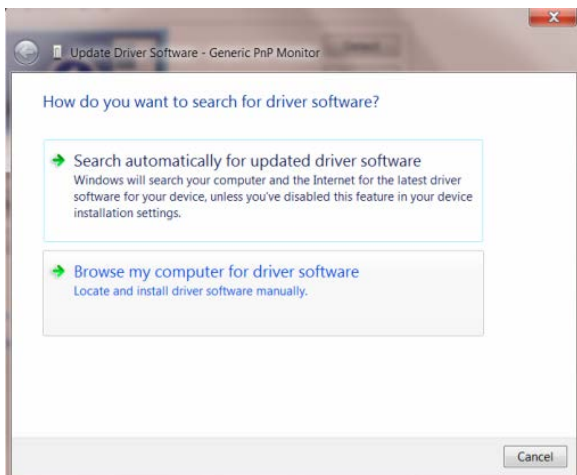 Update Driver Software - Generic PnP Monitor
How do you want to search for driver software?
Search automatically for updated driver software
Windows will search your computer and the Internet for the latest driver
software for your device, unless you've disabled this feature in your device
installation settings.
Browse my computer for driver software
Locate and install driver software manually.
Cancel